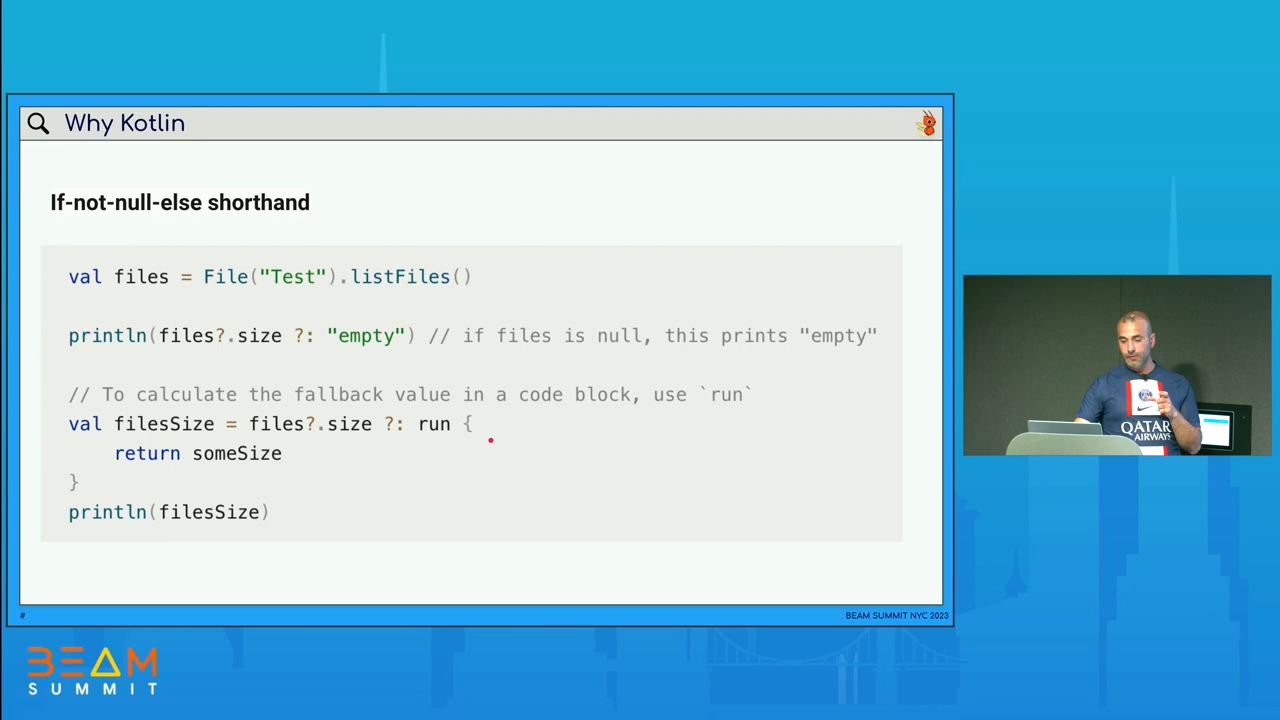 Why Kotlin
If-not-null-else shorthand
val files = File("Test").listFiles()
println(files?.size ?: "empty") // if files is null, this prints "empty"
// To calculate the fallback value in a code block, use `run`
val filesSize = files?.size ?: run {
    return someSize
}
println(filesSize)
#
BEAM SUMMIT NYC 2023
QATAR
AIRWAYS
BEAM
SUMMIT